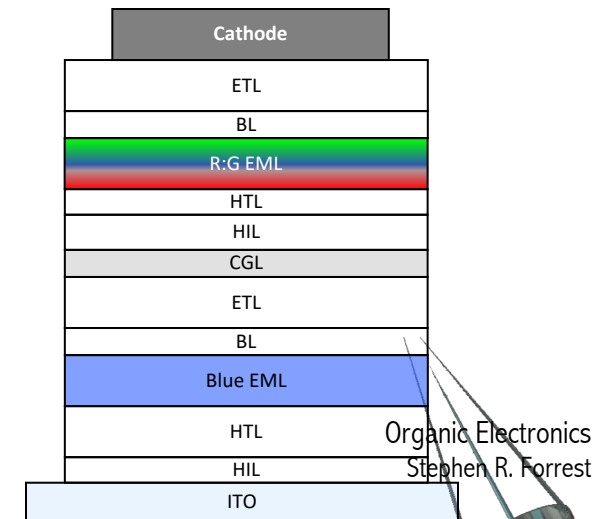 Cathode
ETL
BL
R:G EML
HTL
HIL
CGL
ETL
BL
Blue EML
HTL
Organic Electronics
HIL
Stephen R. Forrest
ITO